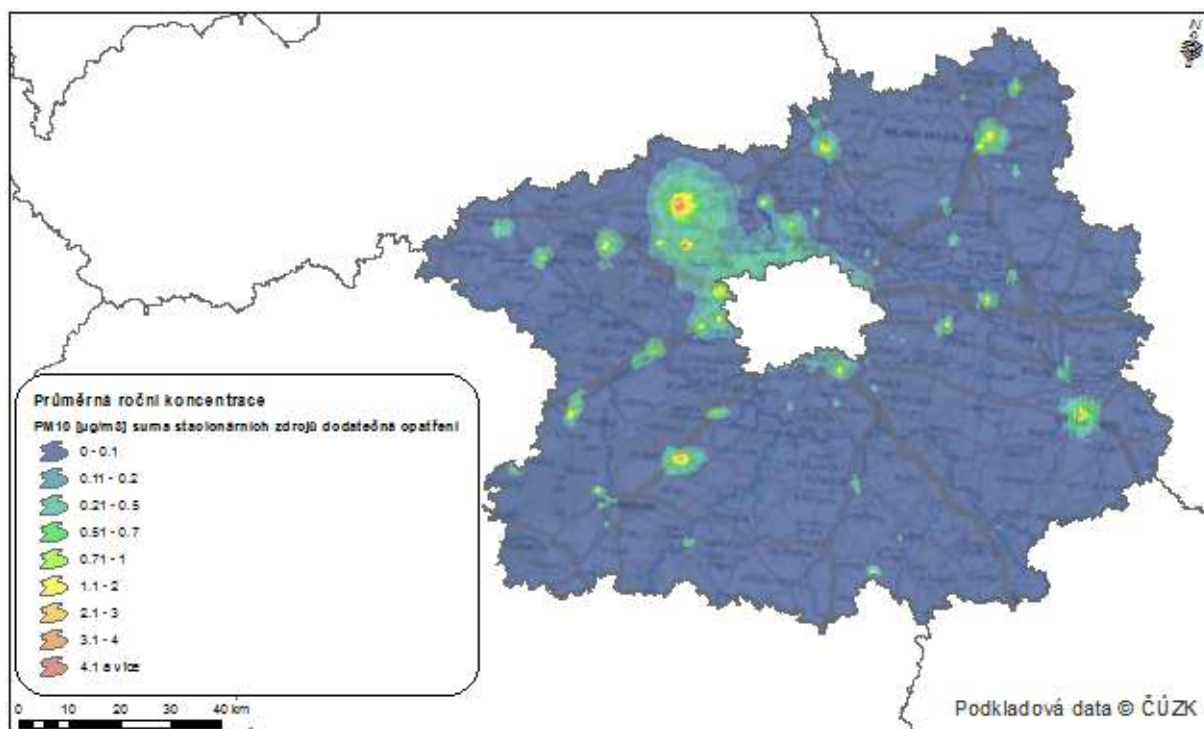 N
Průměrná roční koncentrace
PM10 [µg/m3] suma stacionárních zdrojů dodatečná opatření
0 - 0.1
0.11 - 0.2
0.21 - 0.5
0.51 - 0.7
0.71 - 1
1.1 - 2
2.1 - 3
3.1 - 4
4.1 a více
0 10 20 30 40 km
Podkladová data © ČÚZK